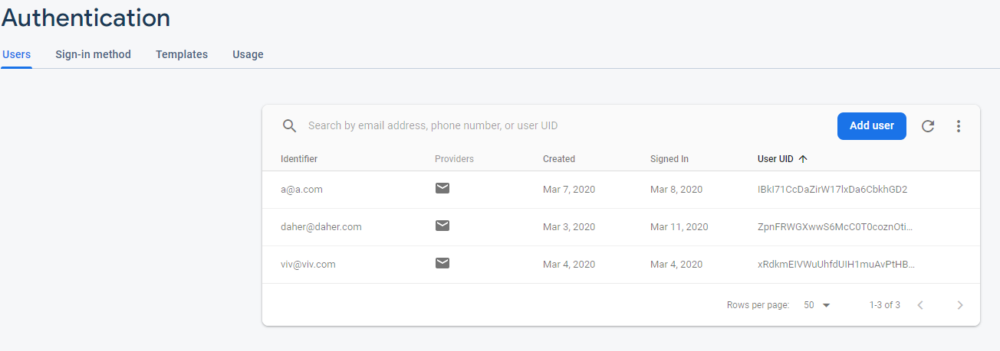 Authentication
Users Sign-in method Templates Usage
Search by email address, phone number, or user UID Add user
Identifier Providers Created Signed In User UID
a@a.com Mar 7, 2020 Mar 8, 2020 IBkI71CcDaZirW17lxDa6CbkhGD2
daher@daher.com Mar 3, 2020 Mar 11, 2020 ZpnFRWGXwwS6McC0T0coznOti...
viv@viv.com Mar 4, 2020 Mar 4, 2020 xRdkmEIVWuUhfdUIH1muAvPtHB...
Rows per page: 50 1-3 of 3